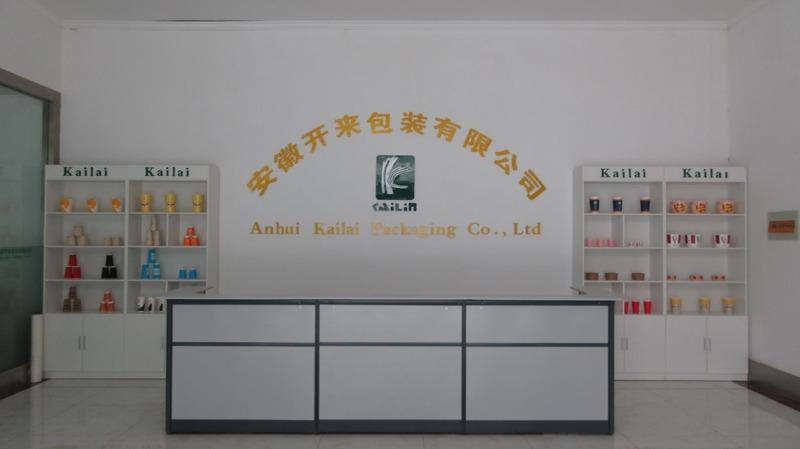 安徽开来包装有限公司
KAILIN
Anhui Kailai Packaging Co., Ltd
Kailai
Kailai
Kailai
Kailai